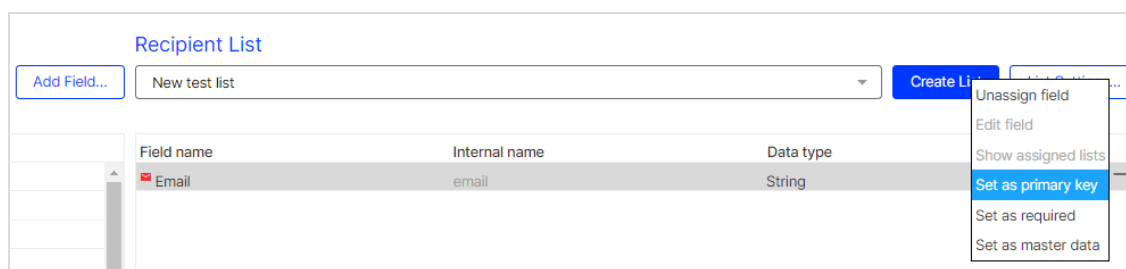 Recipient List
Add Field...
New test list
Create Li
Unassign field
Edit field
Show assigned lists
Set as primary key
Set as required
Set as master data
Field name
Internal name
Data type
Email
email
String